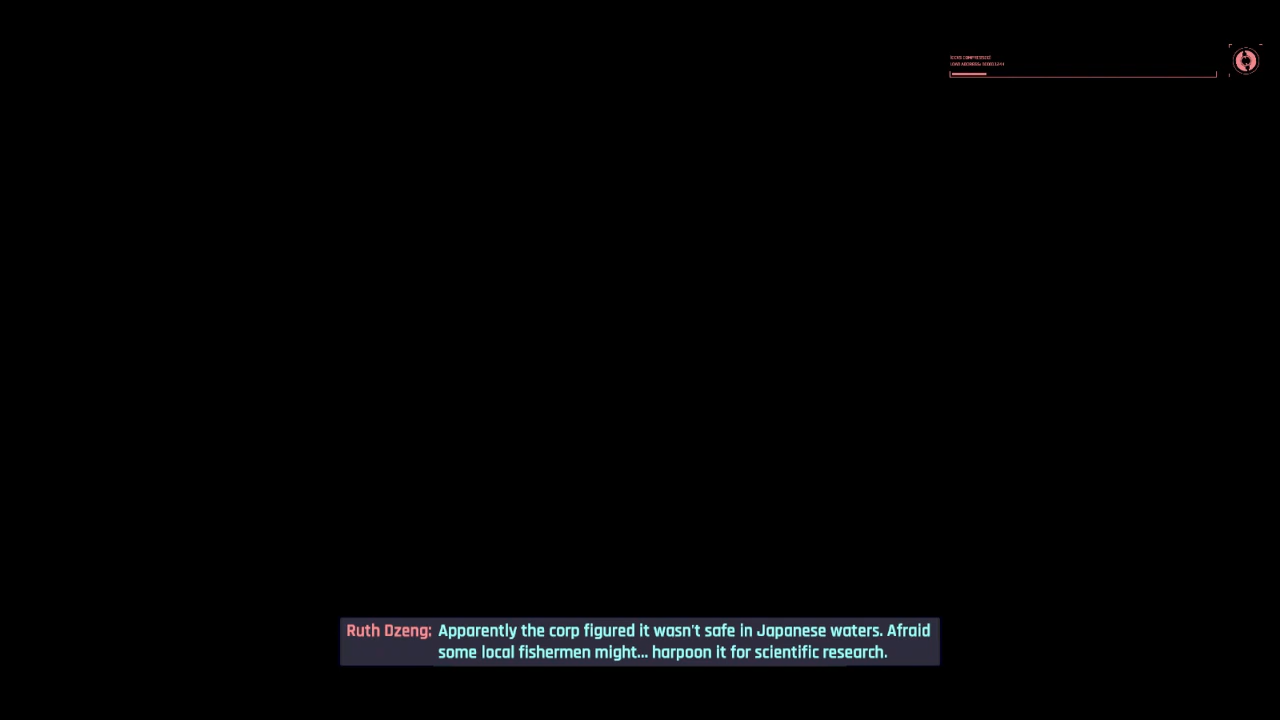 Ruth Dzeng: Apparently the corp figured it wasn't safe in Japanese waters. Afraid
some local fishermen might... harpoon it for scientific research.